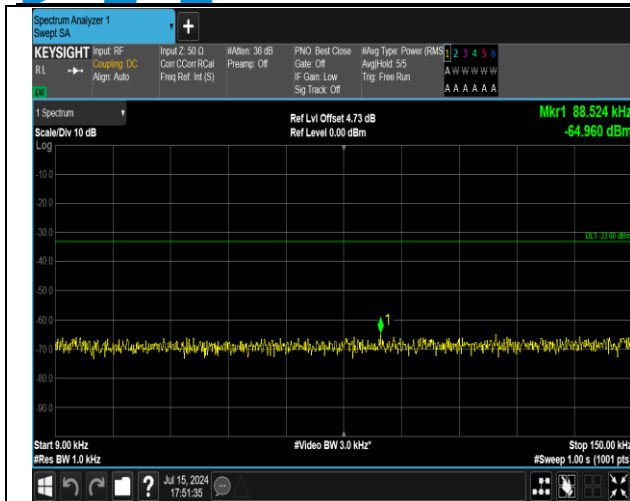 Spectrum Analyzer 1
Swept SA
+
KEYSIGHT
RL
LXI
Input: RF
Coupling: DC
Align: Auto
Input Z: 50 Ω
Corr CCorr RCal
Freq Ref: Int (S)
#Atten: 36 dB
Preamp: Off
PNO: Best Close
Gate: Off
IF Gain: Low
Sig Track: Off
#Avg Type: Power (RMS
Avg|Hold: 5/5
Trig: Free Run
1 2 3 4 5 6
A W W W W W
A A A A A A
1 Spectrum
Scale/Div 10 dB
Log
Ref Lvl Offset 4.73 dB
Ref Level 0.00 dBm
Mkr1 88.524 kHz
-64.960 dBm
-10.0
-20.0
-30.0
DL1 -33.00 dBm
-40.0
-50.0
-60.0
1
-70.0
-80.0
-90.0
Start 9.00 kHz
#Res BW 1.0 kHz
#Video BW 3.0 kHz*
Stop 150.00 kHz
#Sweep 1.00 s (1001 pts)
?
Jul 15, 2024
17:51:35